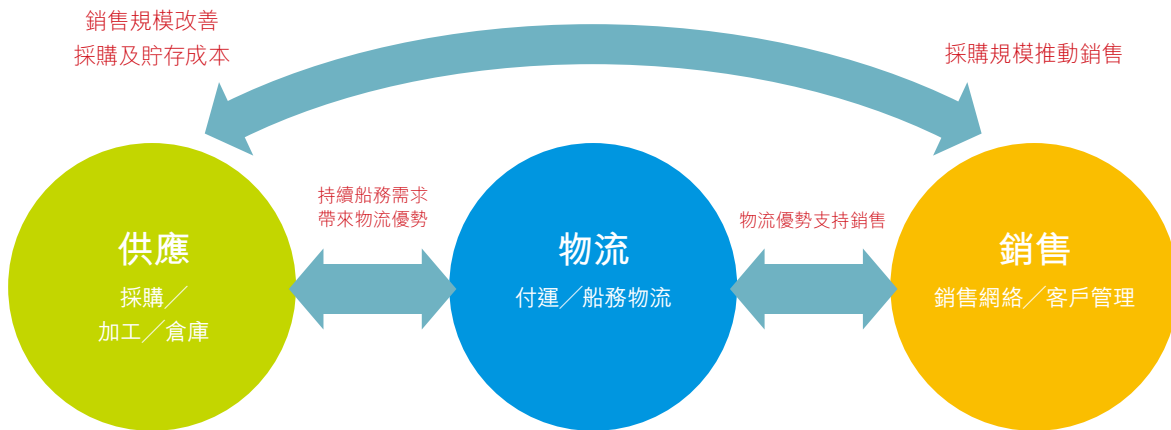 銷售規模改善
採購及貯存成本
採購規模推動銷售
持續船務需求
帶來物流優勢
物流優勢支持銷售
供應
採購／
加工／倉庫
物流
付運／船務物流
銷售
銷售網絡／客戶管理